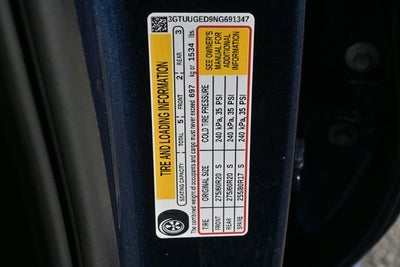 3GTUUGED9NG691347
TIRE AND LOADING INFORMATION
SEATING CAPACITY TOTAL 5 FRONT 2 REAR 3
The combined weight of occupants and cargo must never exceed 697 kg or 1534 lbs.
TIRE ORIGINAL SIZE COLD TIRE PRESSURE
FRONT 275/60R20 S 240 kPa, 35 PSI
REAR 275/60R20 S 240 kPa, 35 PSI
SPARE 255/80R17 S 240 kPa, 35 PSI
SEE OWNER'S
MANUAL FOR
ADDITIONAL
INFORMATION